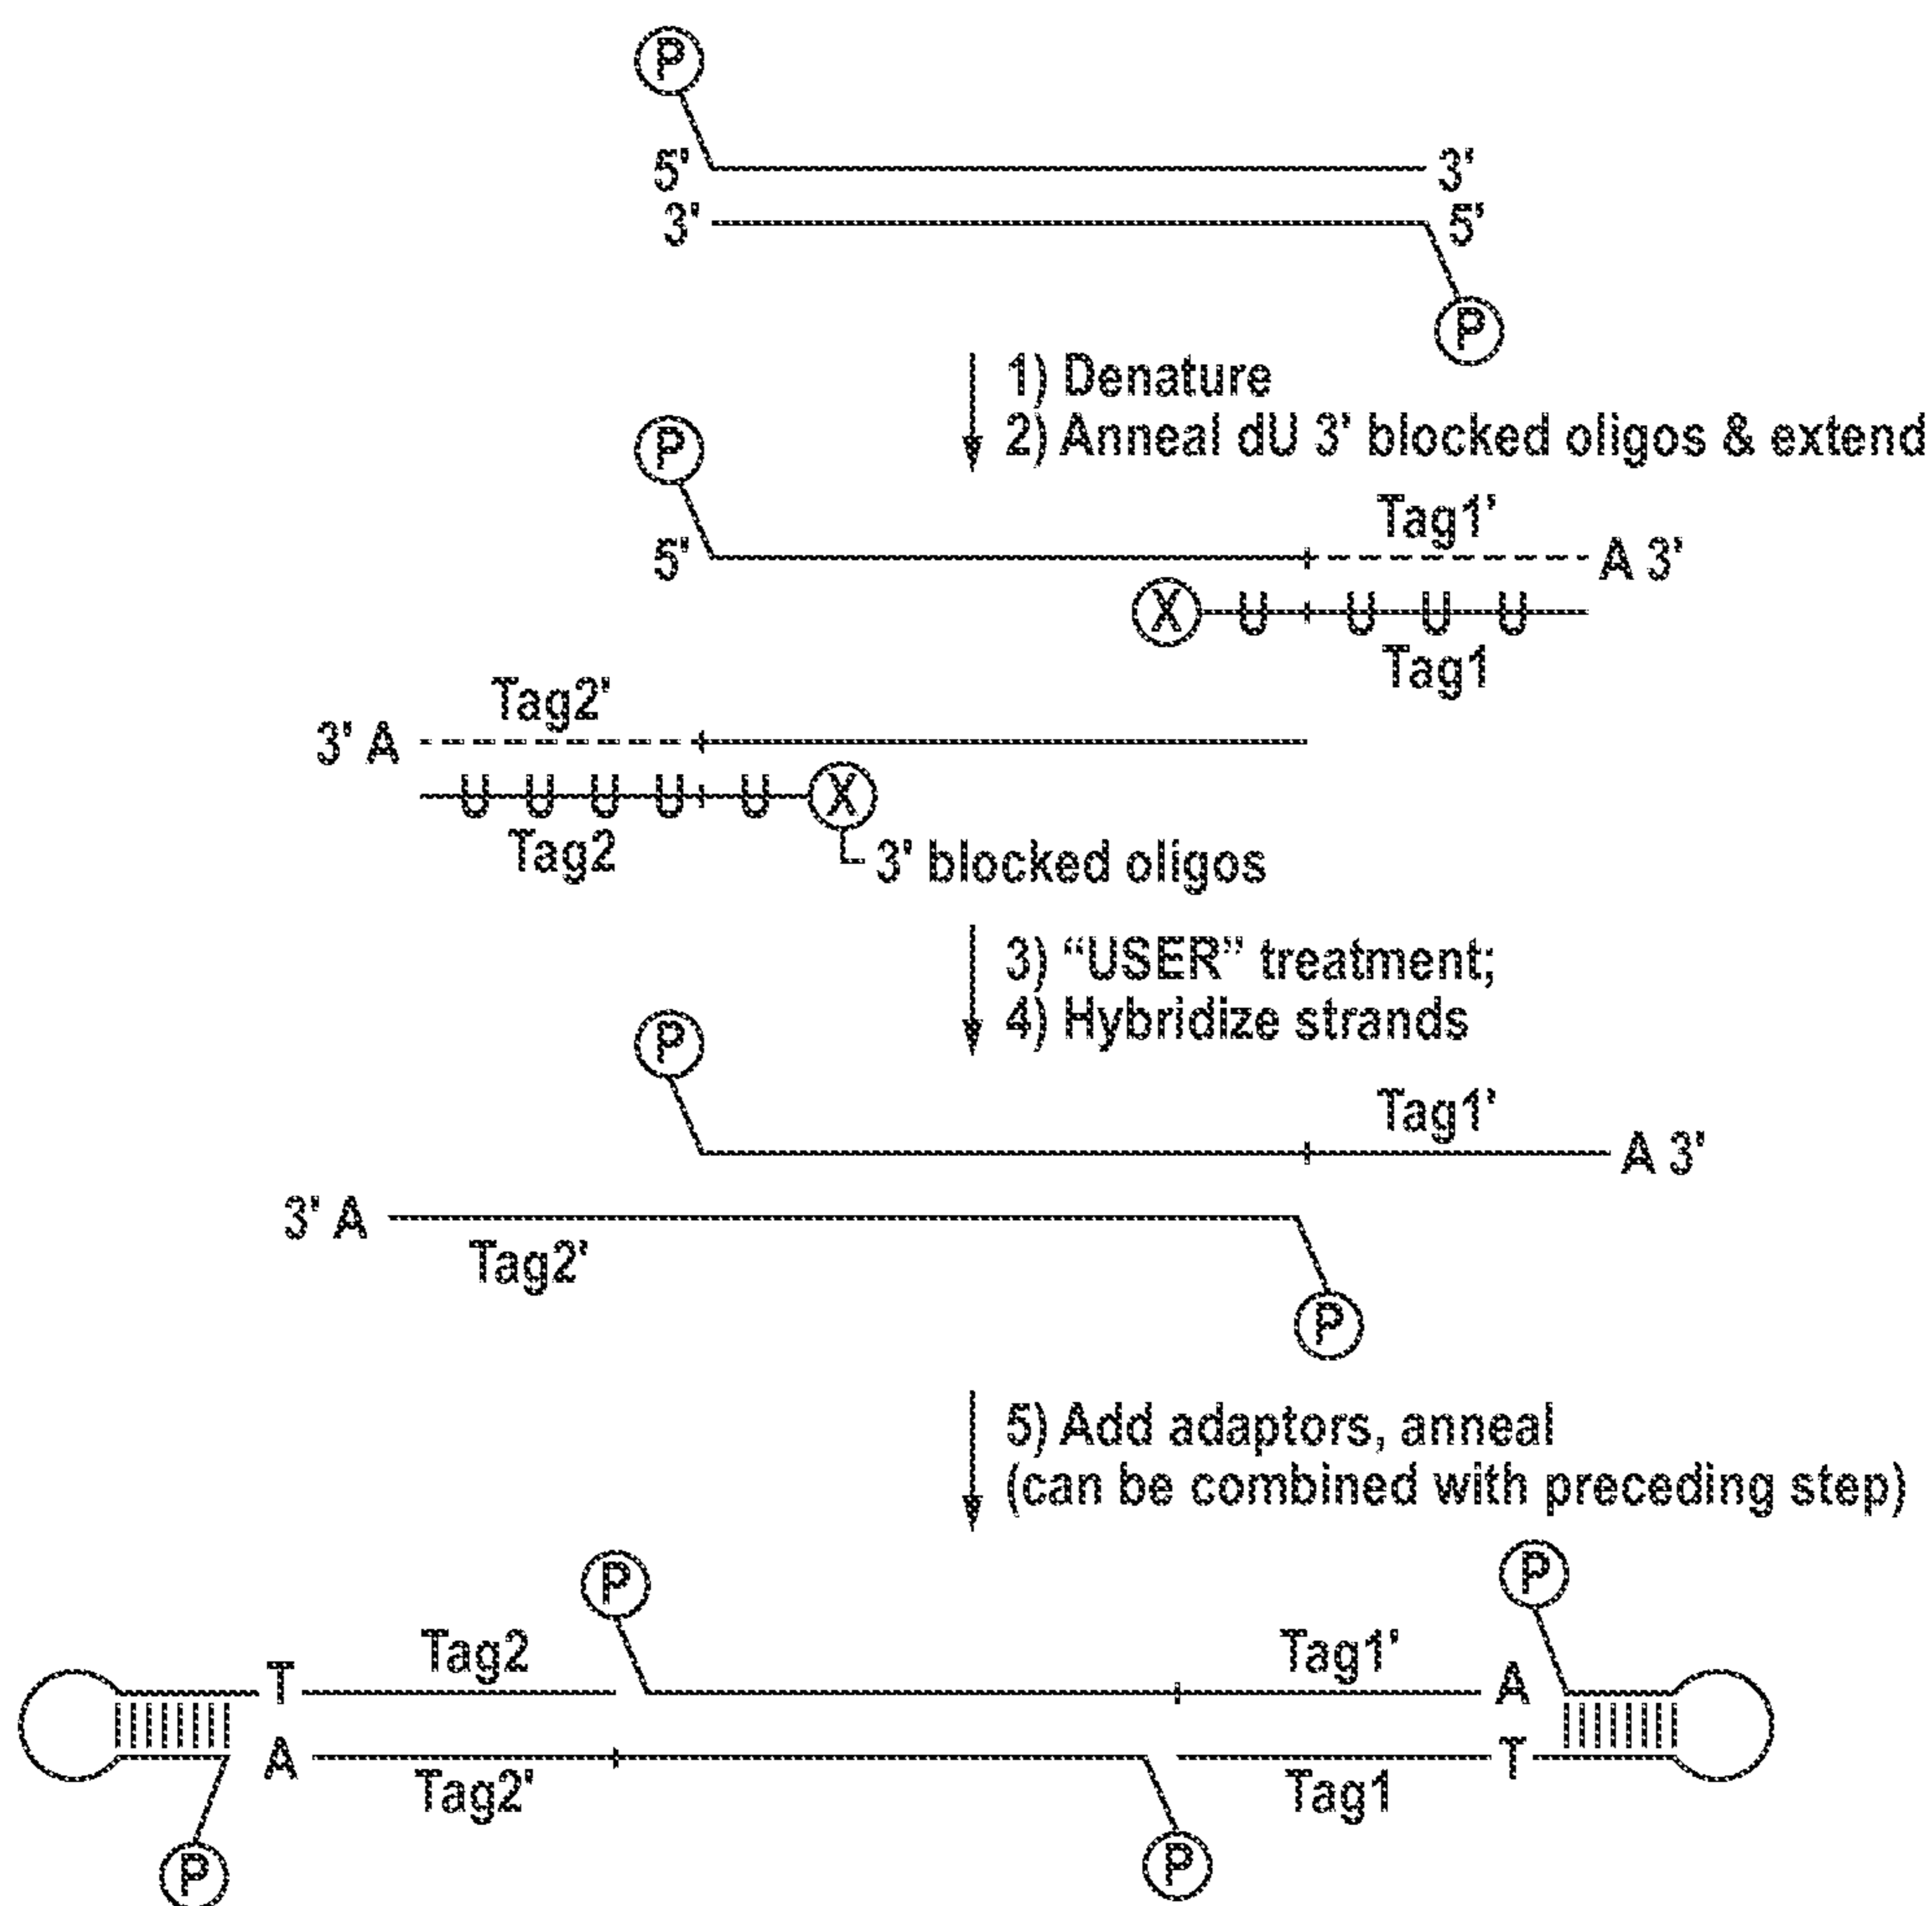 P
5' 3'
3' 5'
P
1) Denature
2) Anneal dU 3' blocked oligos & extend
P
Tag1'
5' A 3'
X U U U U
Tag1
Tag2'
3' A
U U U U U X
Tag2
3' blocked oligos
3) “USER” treatment;
4) Hybridize strands
P
Tag1'
A 3'
3' A
Tag2'
P
5) Add adaptors, anneal
(can be combined with preceding step)
P P
T Tag2 Tag1' A
A Tag2' Tag1 T
P P